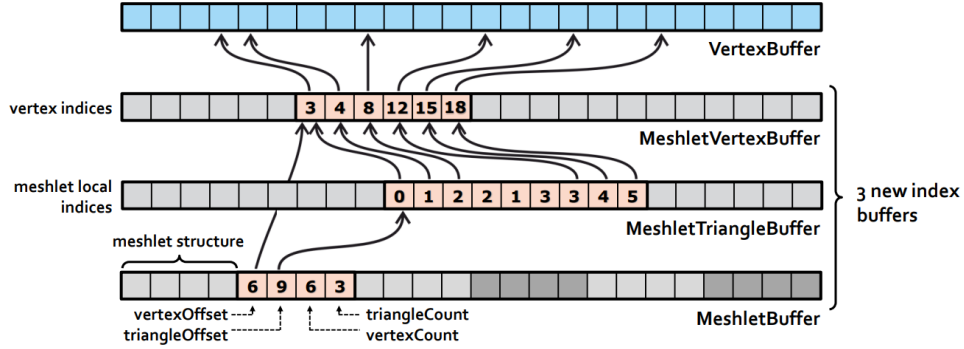 VertexBuffer
vertex indices
3 4 8 12 15 18
MeshletVertexBuffer
meshlet local
indices
0 1 2 2 1 3 3 4 5
MeshletTriangleBuffer
3 new index
buffers
meshlet structure
6 9 6 3
vertexOffset
triangleCount
MeshletBuffer
triangleOffset
vertexCount